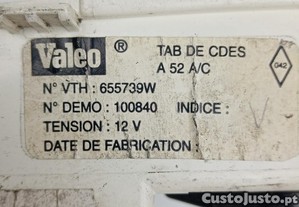 Valeo ® TAB DE CDES
A 52 A/C
042
N° VTH : 655739W
N° DEMO : 100840 INDICE : V
TENSION : 12 V
DATE DE FABRICATION :
CustoJusto.pt